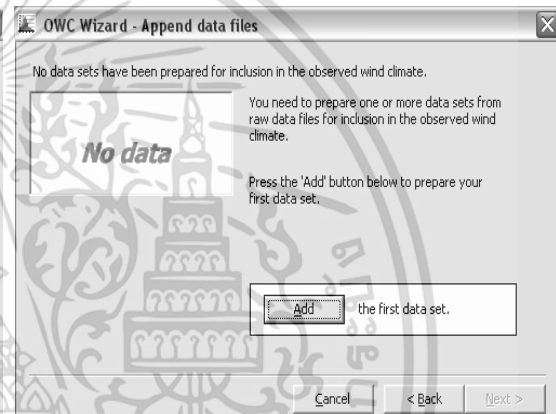 OWC Wizard - Append data files
No data sets have been prepared for inclusion in the observed wind climate.
No data
You need to prepare one or more data sets from
raw data files for inclusion in the observed wind
climate.
Press the 'Add' button below to prepare your
first data set.
Add the first data set.
Cancel < Back Next >